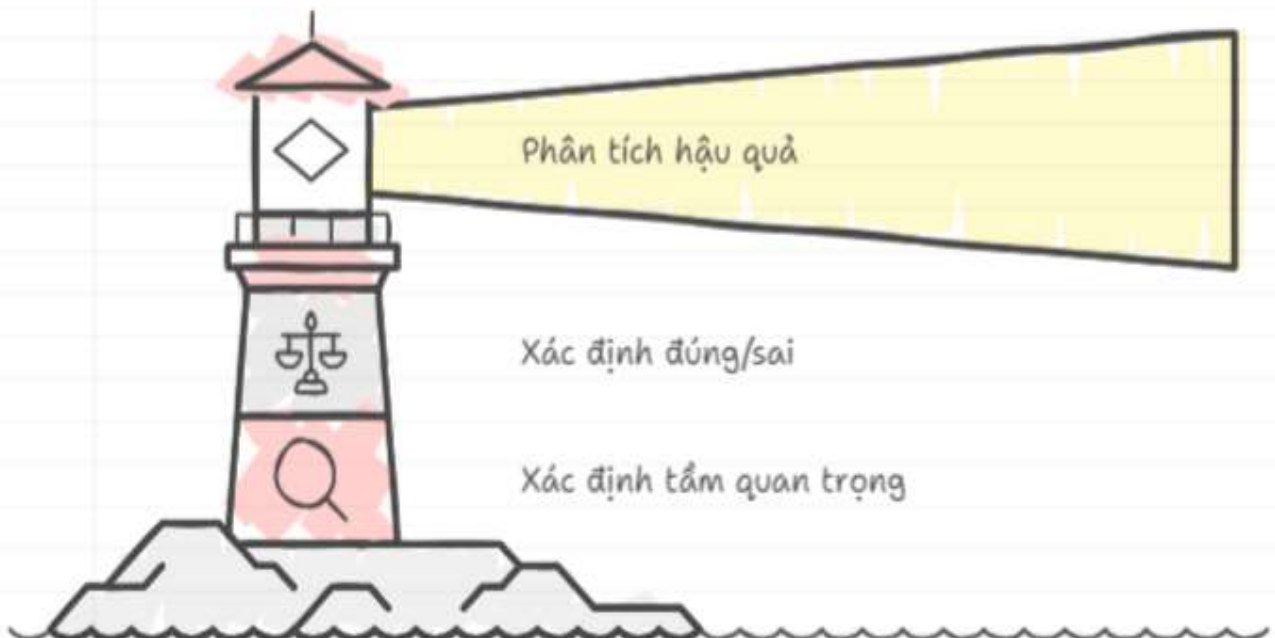 Phân tích hậu quả
Xác định đúng/sai
Xác định tầm quan trọng